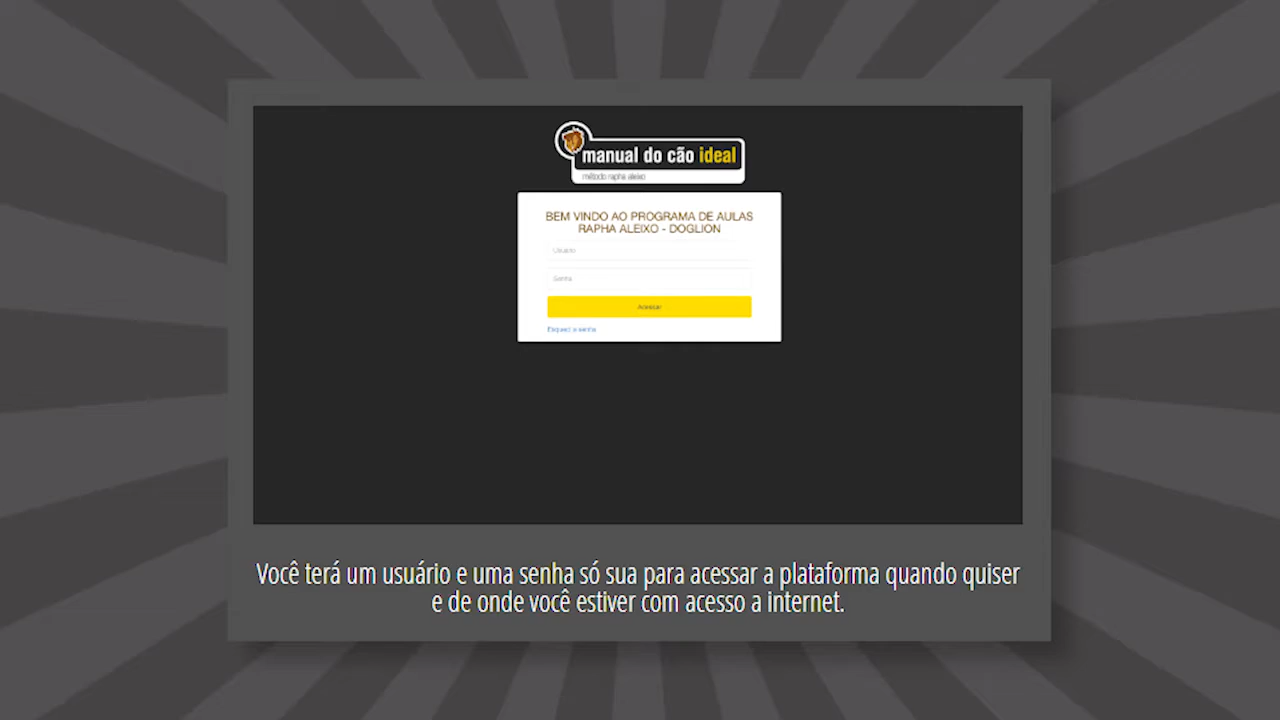 manual do cão ideal
método rapha aleixo
BEM VINDO AO PROGRAMA DE AULAS
RAPHA ALEIXO - DOGLION
Usuário
Senha
Acessar
Esqueci a senha
Você terá um usuário e uma senha só sua para acessar a plataforma quando quiser
e de onde você estiver com acesso a internet.